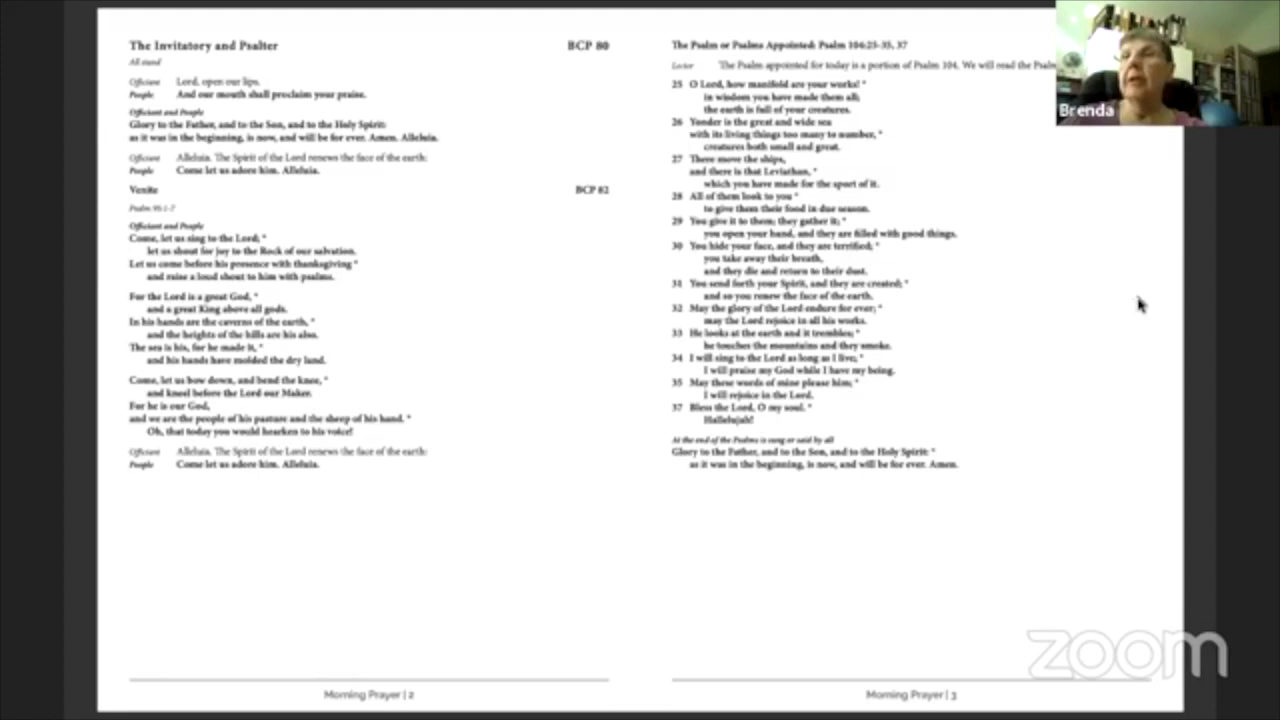 The Invitatory and Psalter BCP 80
All stand
Officiant Lord, open our lips.
People And our mouth shall proclaim your praise.
Officiant and People
Glory to the Father, and to the Son, and to the Holy Spirit:
as it was in the beginning, is now, and will be for ever. Amen. Alleluia.
Officiant Alleluia. The Spirit of the Lord renews the face of the earth:
People Come let us adore him. Alleluia.
Venite BCP 82
Psalm 95:1-7
Officiant and People
Come, let us sing to the Lord; *
let us shout for joy to the Rock of our salvation.
Let us come before his presence with thanksgiving *
and raise a loud shout to him with psalms.
For the Lord is a great God, *
and a great King above all gods.
In his hands are the caverns of the earth, *
and the heights of the hills are his also.
The sea is his, for he made it, *
and his hands have molded the dry land.
Come, let us bow down, and bend the knee, *
and kneel before the Lord our Maker.
For he is our God,
and we are the people of his pasture and the sheep of his hand. *
Oh, that today you would hearken to his voice!
Officiant Alleluia. The Spirit of the Lord renews the face of the earth:
People Come let us adore him. Alleluia.
Morning Prayer | 2
The Psalm or Psalms Appointed: Psalm 104:25-35, 37
Lector The Psalm appointed for today is a portion of Psalm 104. We will read the Psalm
25 O Lord, how manifold are your works! *
in wisdom you have made them all;
the earth is full of your creatures.
26 Yonder is the great and wide sea
with its living things too many to number, *
creatures both small and great.
27 There move the ships,
and there is that Leviathan, *
which you have made for the sport of it.
28 All of them look to you *
to give them their food in due season.
29 You give it to them; they gather it; *
you open your hand, and they are filled with good things.
30 You hide your face, and they are terrified; *
you take away their breath,
and they die and return to their dust.
31 You send forth your Spirit, and they are created; *
and so you renew the face of the earth.
32 May the glory of the Lord endure for ever; *
may the Lord rejoice in all his works.
33 He looks at the earth and it trembles; *
he touches the mountains and they smoke.
34 I will sing to the Lord as long as I live; *
I will praise my God while I have my being.
35 May these words of mine please him; *
I will rejoice in the Lord.
37 Bless the Lord, O my soul. *
Hallelujah!
At the end of the Psalms is sung or said by all
Glory to the Father, and to the Son, and to the Holy Spirit: *
as it was in the beginning, is now, and will be for ever. Amen.
Morning Prayer | 3
Brenda
zoom